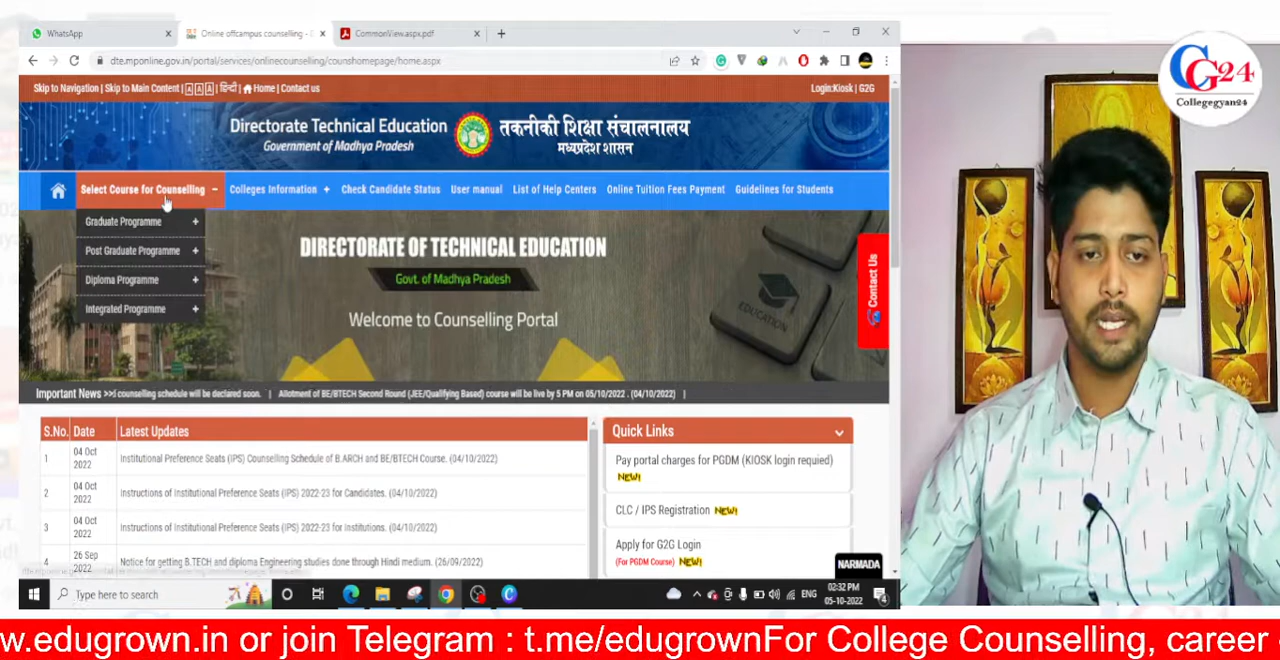 WhatsApp
Online offcampus counselling - D
CommonView.aspx.pdf
dte.mponline.gov.in/portal/services/onlinecounselling/counshomepage/home.aspx
Skip to Navigation | Skip to Main Content | A A A | हिन्दी | Home | Contact us
Login:Kiosk | G2G
Directorate Technical Education
Government of Madhya Pradesh
तकनीकी शिक्षा संचालनालय
मध्यप्रदेश शासन
Select Course for Counselling −
Colleges Information +
Check Candidate Status
User manual
List of Help Centers
Online Tuition Fees Payment
Guidelines for Students
Graduate Programme +
Post Graduate Programme +
Diploma Programme +
Integrated Programme +
DIRECTORATE OF TECHNICAL EDUCATION
Govt. of Madhya Pradesh
Welcome to Counselling Portal
EDUCATION
Contact Us
Important News >> counselling schedule will be declared soon. | Allotment of BE/BTECH Second Round (JEE/Qualifying Based) course will be live by 5 PM on 05/10/2022 . (04/10/2022) |
S.No. Date Latest Updates
1 04 Oct 2022 Institutional Preference Seats (IPS) Counselling Schedule of B.ARCH and BE/BTECH Course. (04/10/2022)
2 04 Oct 2022 Instructions of Institutional Preference Seats (IPS) 2022-23 for Candidates. (04/10/2022)
3 04 Oct 2022 Instructions of Institutional Preference Seats (IPS) 2022-23 for Institutions. (04/10/2022)
4 26 Sep 2022 Notice for getting B.TECH and diploma Engineering studies done through Hindi medium. (26/09/2022)
Quick Links
Pay portal charges for PGDM (KIOSK login requied)
NEW!
CLC / IPS Registration NEW!
Apply for G2G Login
(For PGDM Course) NEW!
NARMADA
Type here to search
ENG
02:32 PM
05-10-2022
CG24
Collegegyan24
w.edugrown.in or join Telegram : t.me/edugrownFor College Counselling, career